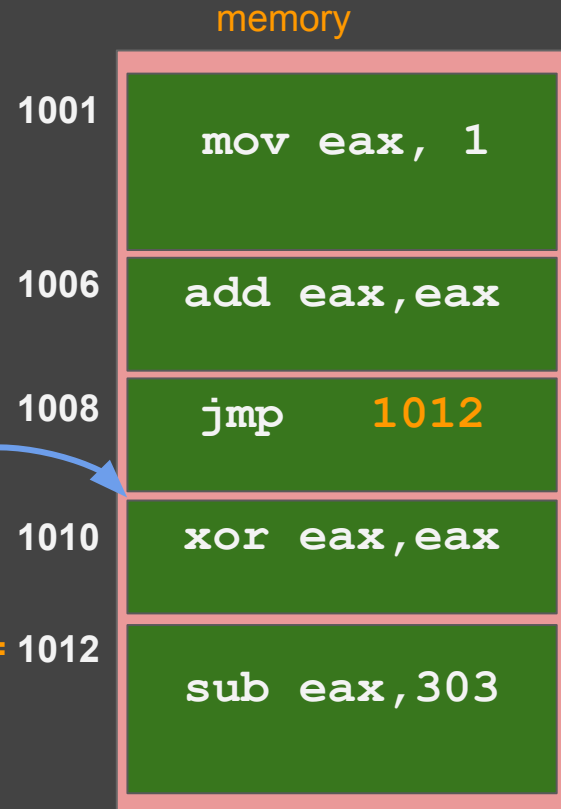 memory
1001 mov eax, 1
1006 add eax,eax
1008 jmp 1012
1010 xor eax,eax
= 1012 sub eax,303